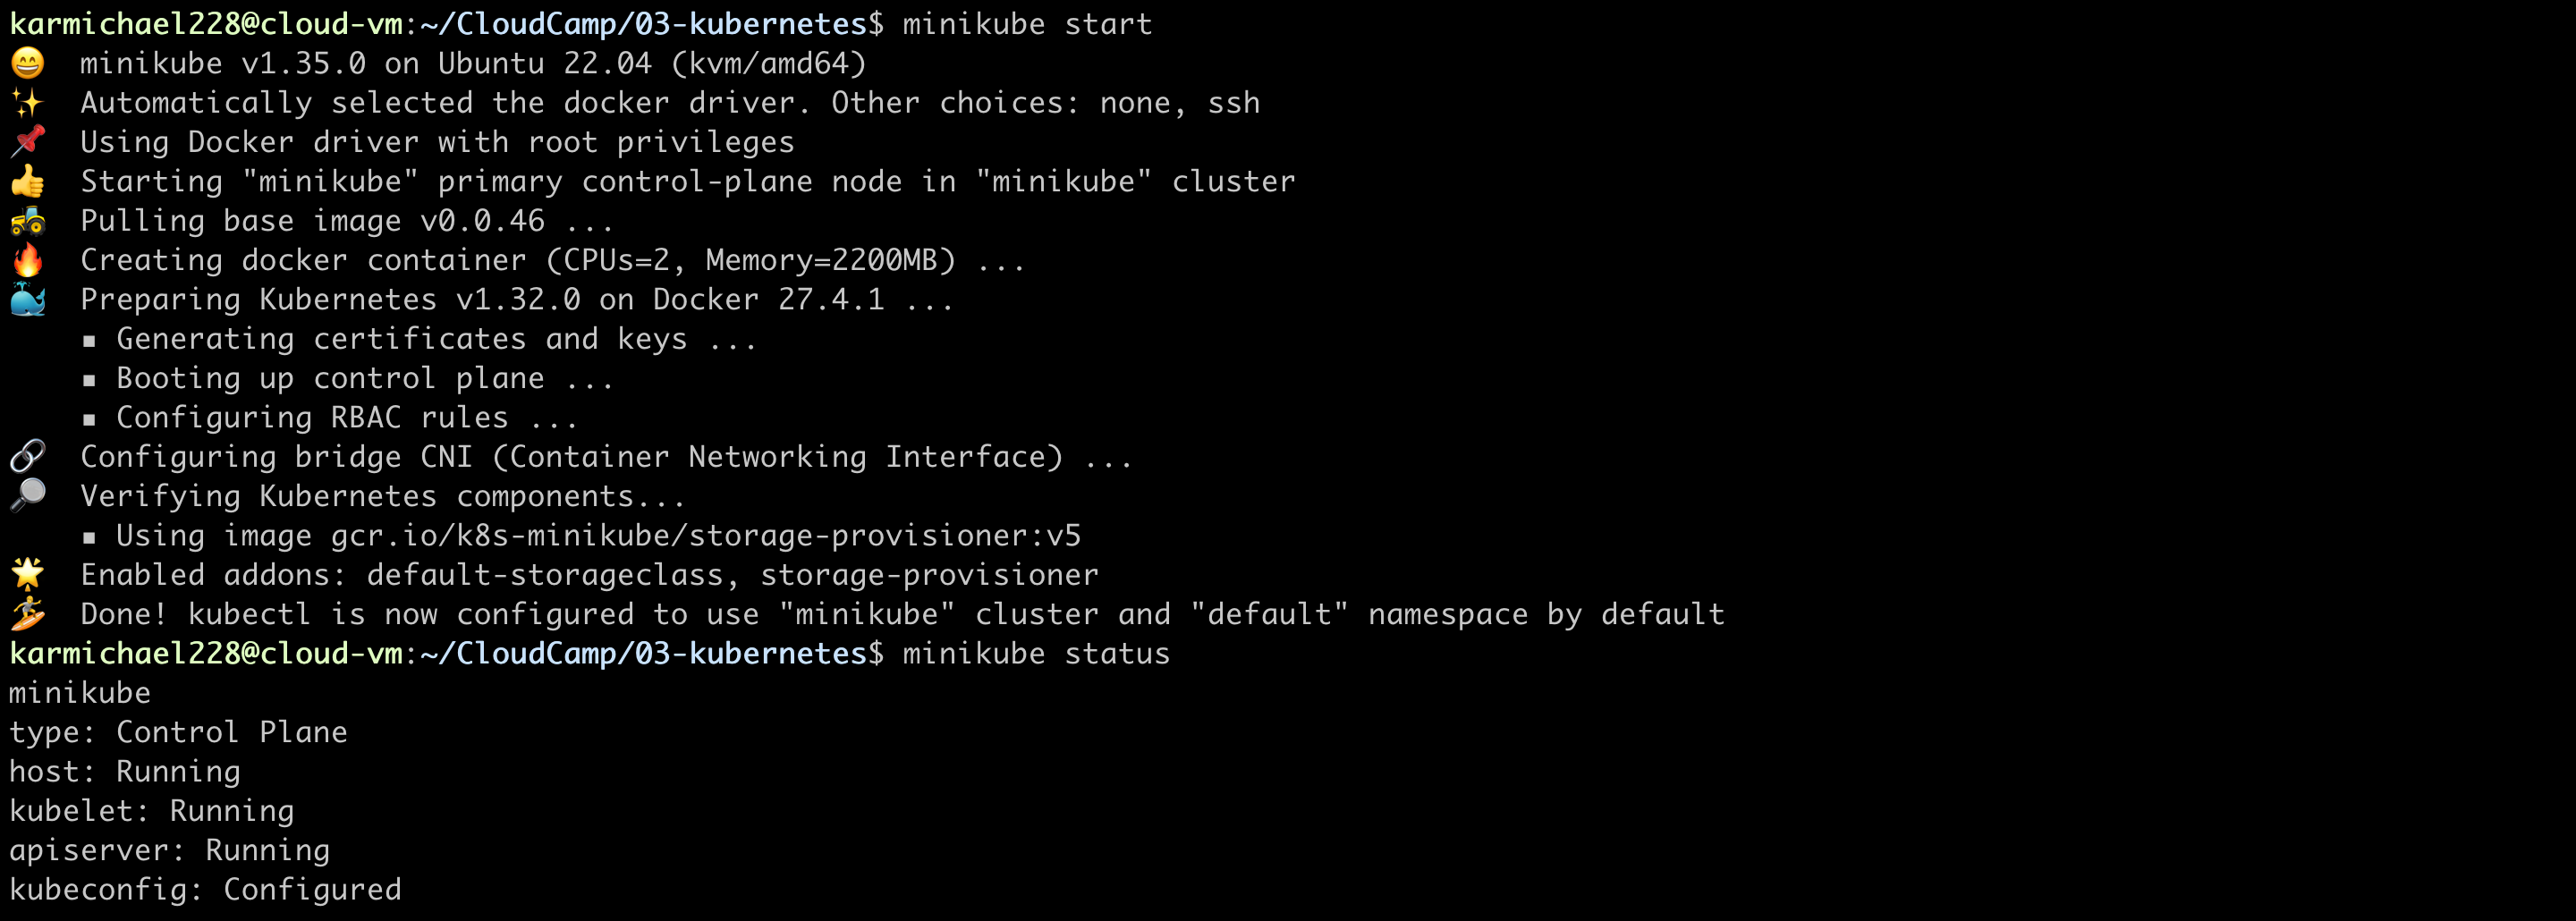 karmichael228@cloud-vm:~/CloudCamp/03-kubernetes$ minikube start
😄  minikube v1.35.0 on Ubuntu 22.04 (kvm/amd64)
✨  Automatically selected the docker driver. Other choices: none, ssh
📌  Using Docker driver with root privileges
👍  Starting "minikube" primary control-plane node in "minikube" cluster
🚜  Pulling base image v0.0.46 ...
🔥  Creating docker container (CPUs=2, Memory=2200MB) ...
🐳  Preparing Kubernetes v1.32.0 on Docker 27.4.1 ...
    ▪ Generating certificates and keys ...
    ▪ Booting up control plane ...
    ▪ Configuring RBAC rules ...
🔗  Configuring bridge CNI (Container Networking Interface) ...
🔎  Verifying Kubernetes components...
    ▪ Using image gcr.io/k8s-minikube/storage-provisioner:v5
🌟  Enabled addons: default-storageclass, storage-provisioner
🏄  Done! kubectl is now configured to use "minikube" cluster and "default" namespace by default
karmichael228@cloud-vm:~/CloudCamp/03-kubernetes$ minikube status
minikube
type: Control Plane
host: Running
kubelet: Running
apiserver: Running
kubeconfig: Configured